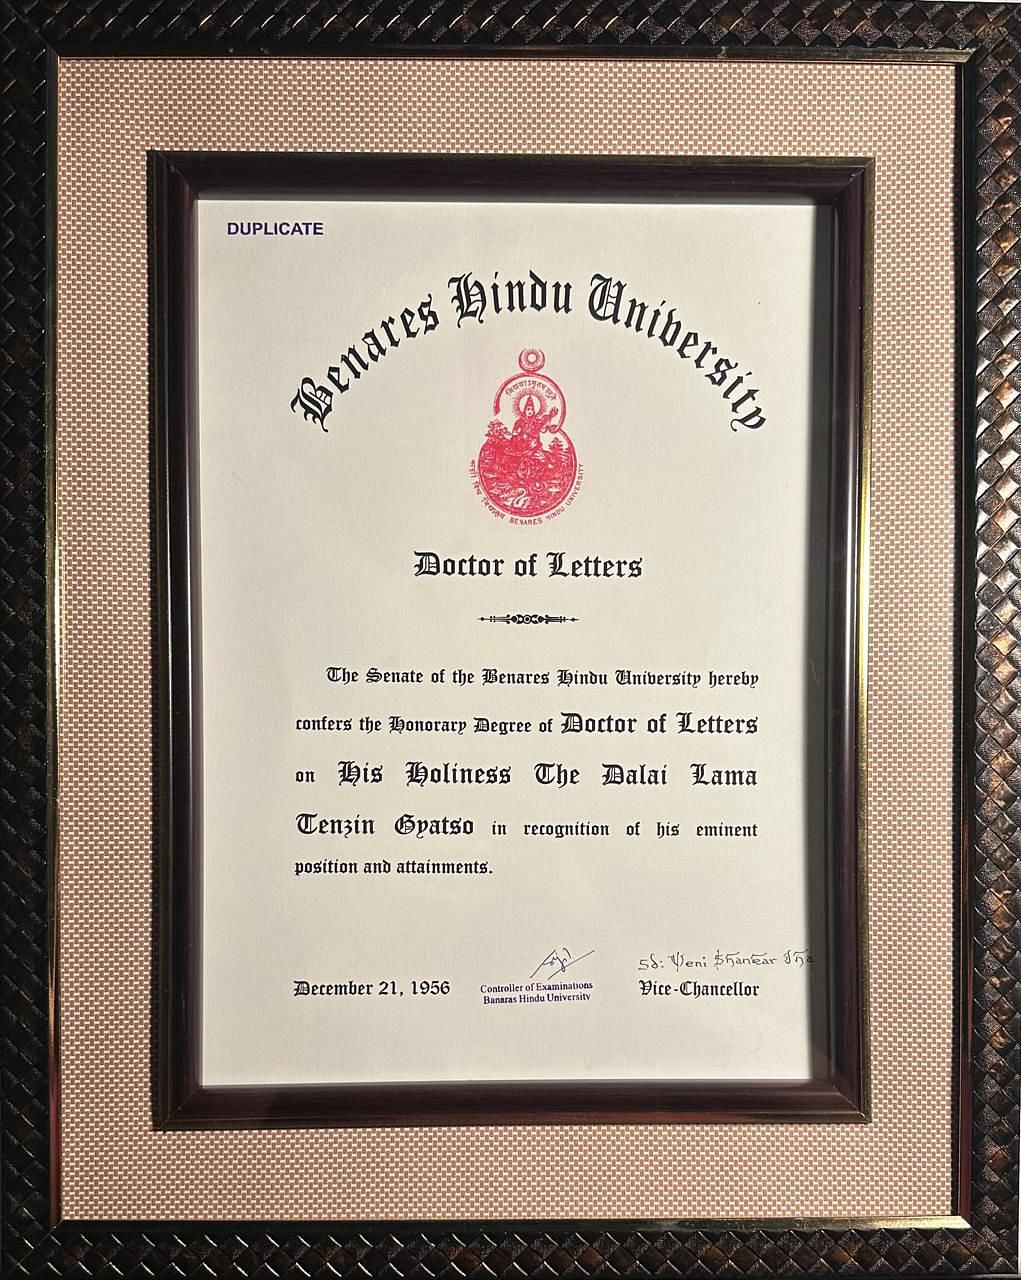 DUPLICATE
Benares Hindu University
BENARES HINDU UNIVERSITY
Doctor of Letters
The Senate of the Benares Hindu University hereby
confers the Honorary Degree of Doctor of Letters
on His Holiness The Dalai Lama
Tenzin Gyatso in recognition of his eminent
position and attainments.
Sd: Veni Shankar Jha
December 21, 1956
Controller of Examinations
Banaras Hindu University
Vice-Chancellor